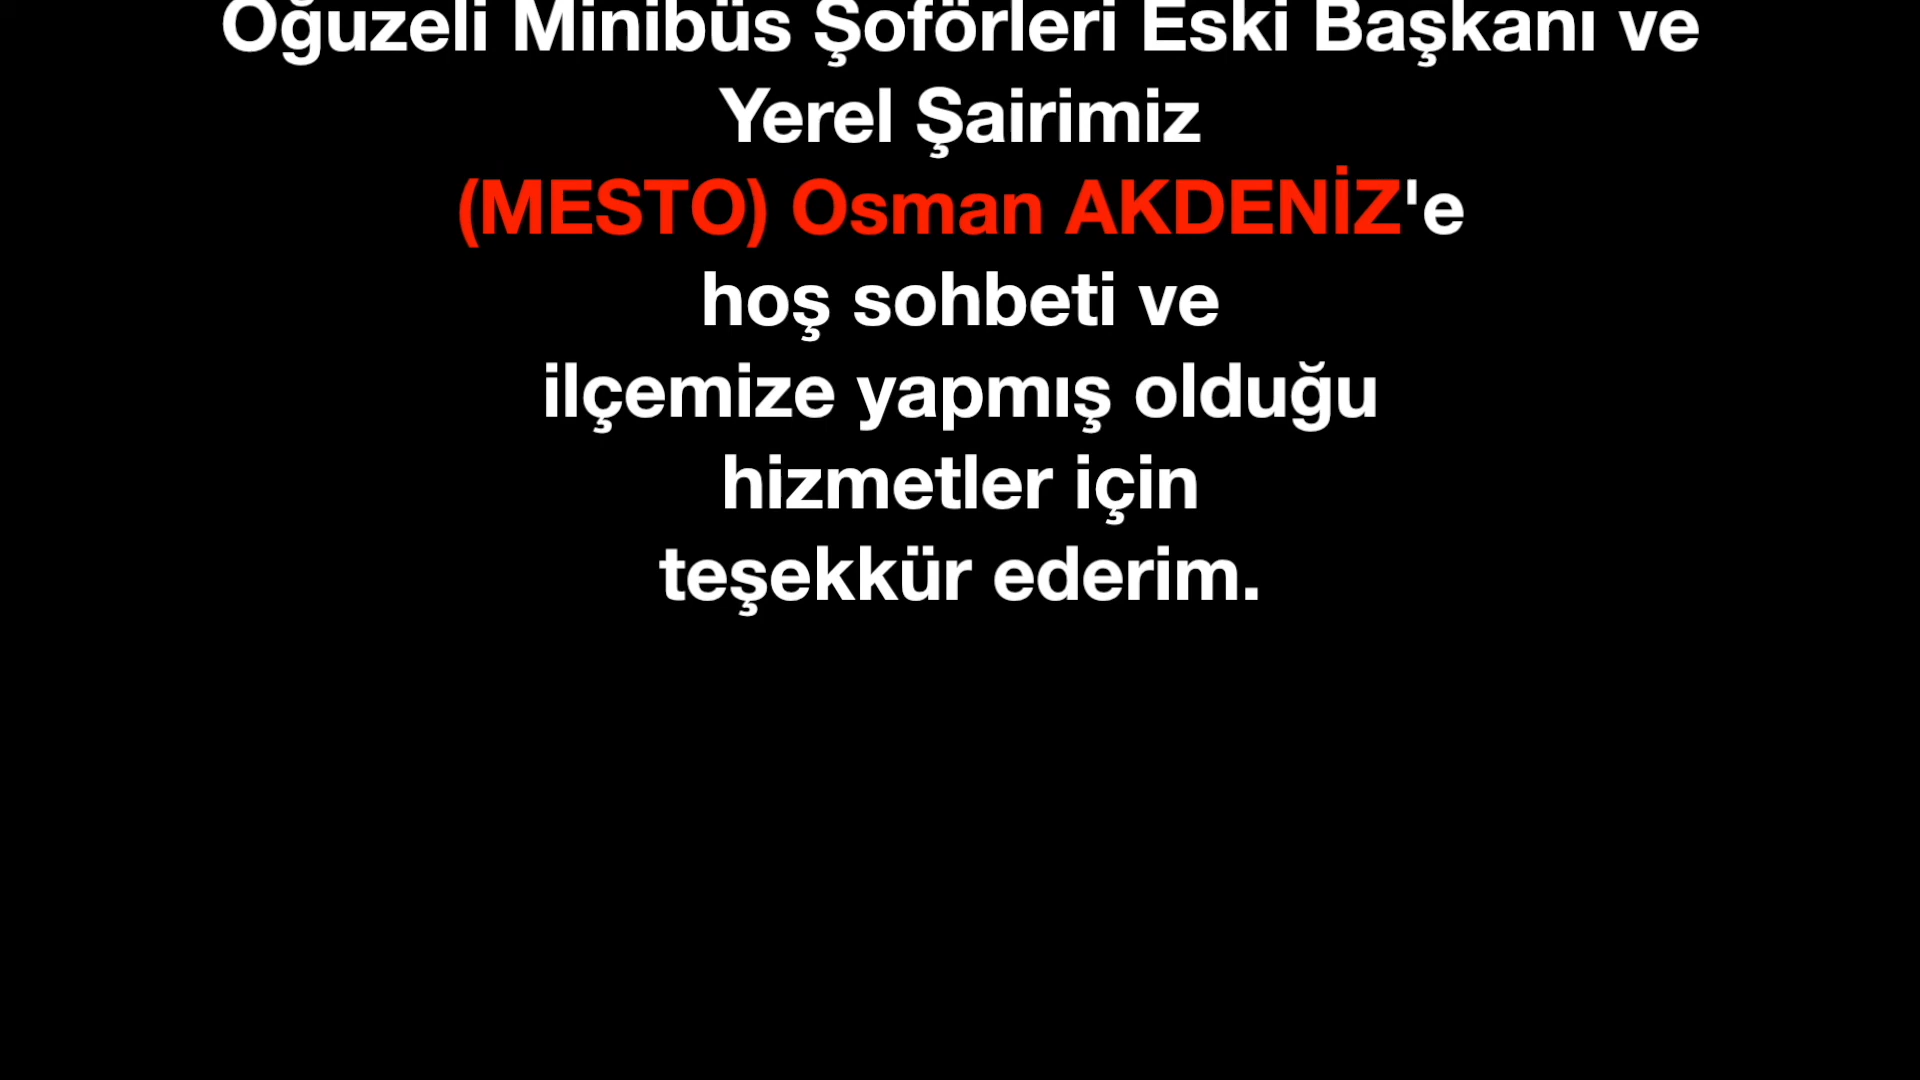 Oğuzeli Minibüs Şoförleri Eski Başkanı ve
Yerel Şairimiz
(MESTO) Osman AKDENİZ'e
hoş sohbeti ve
ilçemize yapmış olduğu
hizmetler için
teşekkür ederim.